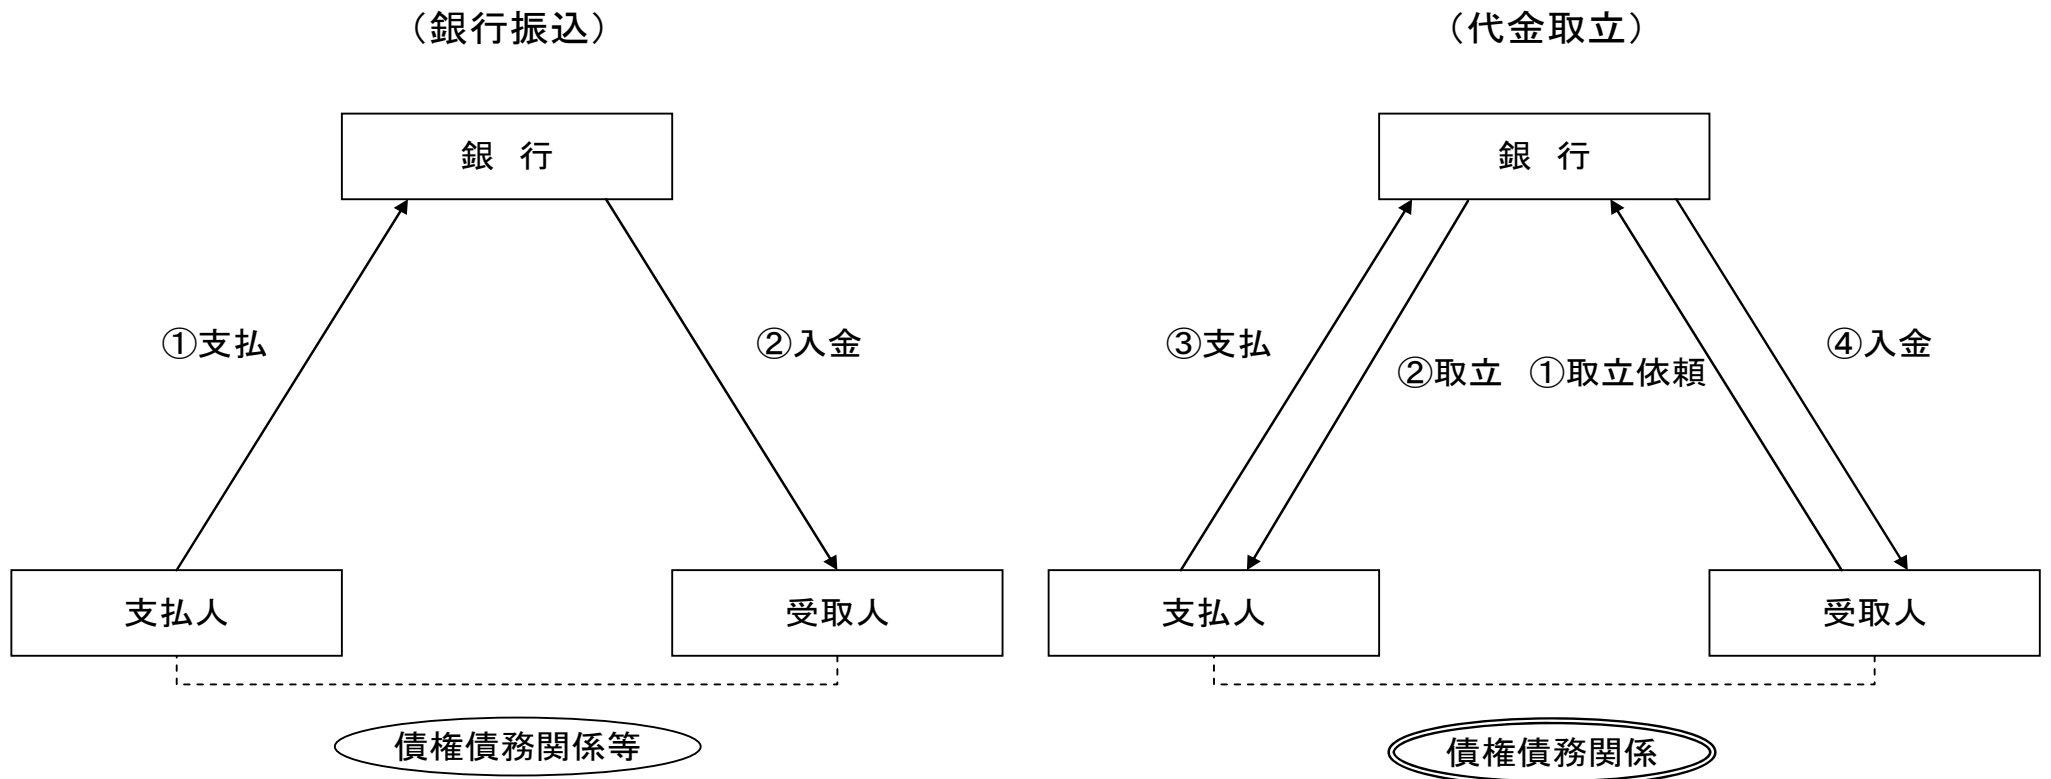 （銀行振込）
銀 行
①支払
②入金
支払人
受取人
債権債務関係等
（代金取立）
銀 行
③支払
②取立
①取立依頼
④入金
支払人
受取人
債権債務関係